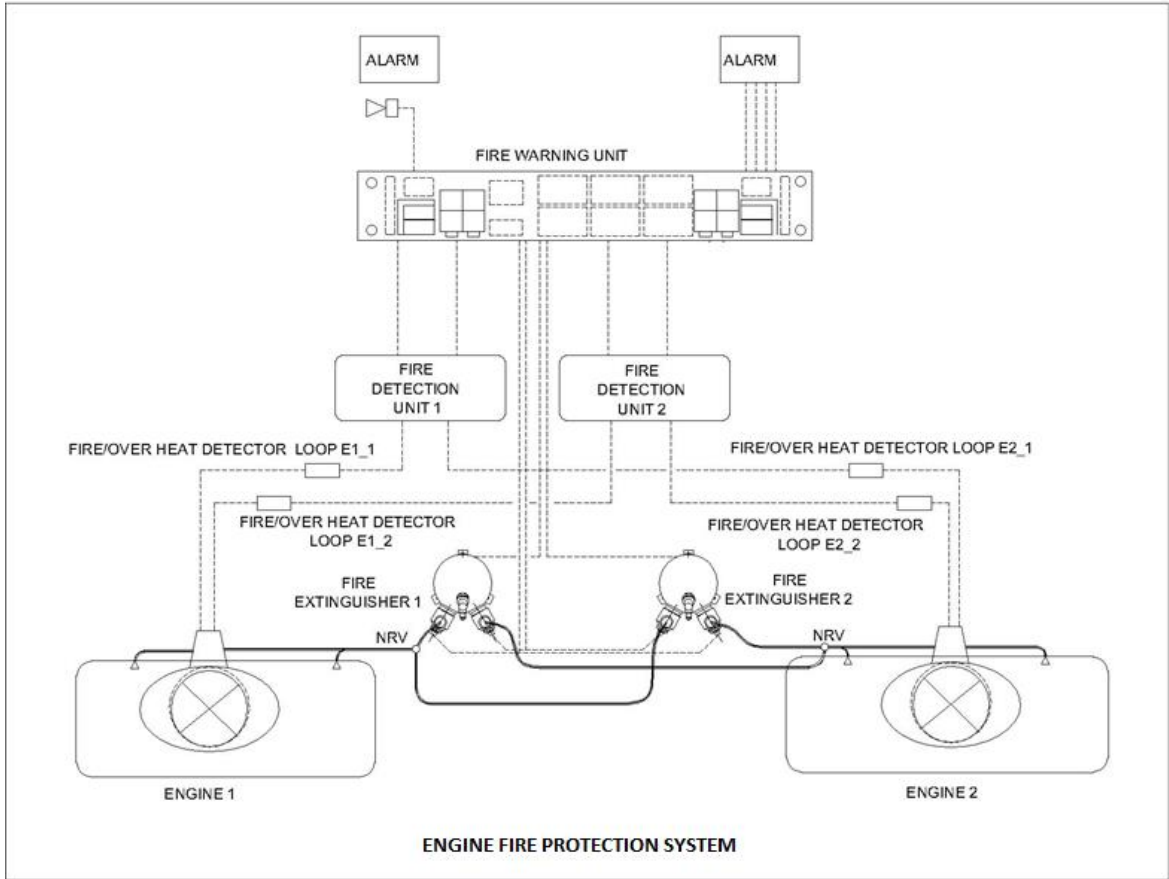 ALARM
ALARM
FIRE WARNING UNIT
FIRE
DETECTION
UNIT 1
FIRE
DETECTION
UNIT 2
FIRE/OVER HEAT DETECTOR LOOP E1_1
FIRE/OVER HEAT DETECTOR LOOP E2_1
FIRE/OVER HEAT DETECTOR
LOOP E1_2
FIRE/OVER HEAT DETECTOR
LOOP E2_2
FIRE
EXTINGUISHER 1
FIRE
EXTINGUISHER 2
NRV
NRV
ENGINE 1
ENGINE 2
ENGINE FIRE PROTECTION SYSTEM